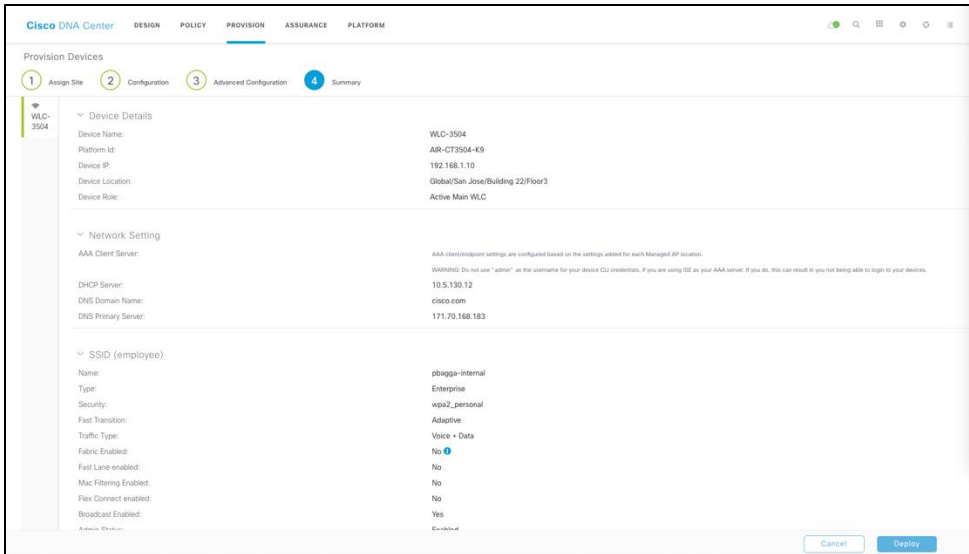 Cisco DNA Center DESIGN POLICY PROVISION ASSURANCE PLATFORM
Provision Devices
1 Assign Site 2 Configuration 3 Advanced Configuration 4 Summary
WLC-
3504
Device Details
Device Name: WLC-3504
Platform Id: AIR-CT3504-K9
Device IP: 192.168.1.10
Device Location: Global/San Jose/Building 22/Floor3
Device Role: Active Main WLC
Network Setting
AAA Client Server: AAA client/endpoint settings are configured based on the settings added for each Managed AP location.
WARNING: Do not use "admin" as the username for your device CLI credentials, if you are using ISE as your AAA server. If you do, this can result in you not being able to login to your devices.
DHCP Server: 10.5.130.12
DNS Domain Name: cisco.com
DNS Primary Server: 171.70.168.183
SSID (employee)
Name: pbagga-internal
Type: Enterprise
Security: wpa2_personal
Fast Transition: Adaptive
Traffic Type: Voice + Data
Fabric Enabled: No
Fast Lane enabled: No
Mac Filtering Enabled: No
Flex Connect enabled: No
Broadcast Enabled: Yes
Admin Status: Enabled
Cancel Deploy